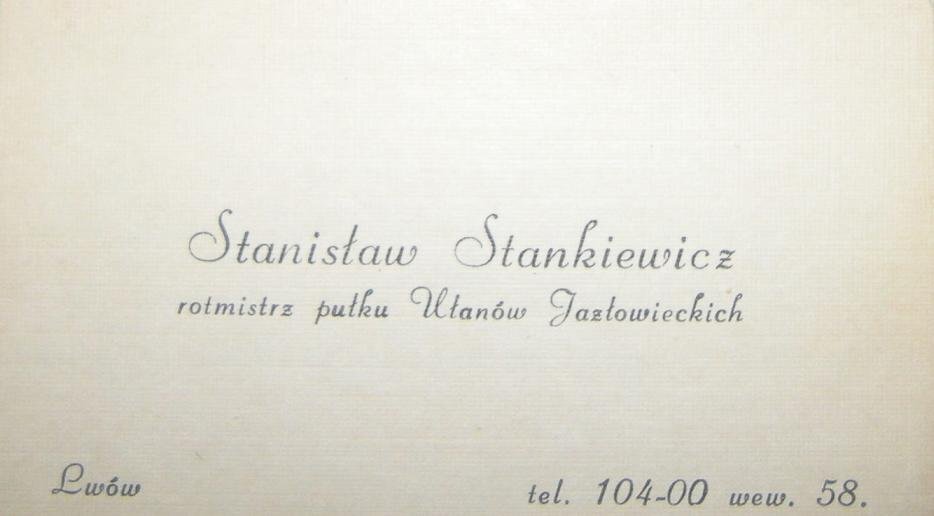 Stanisław Stankiewicz
rotmistrz pułku Ułanów Jazłowieckich
Lwów
tel. 104-00 wew. 58.